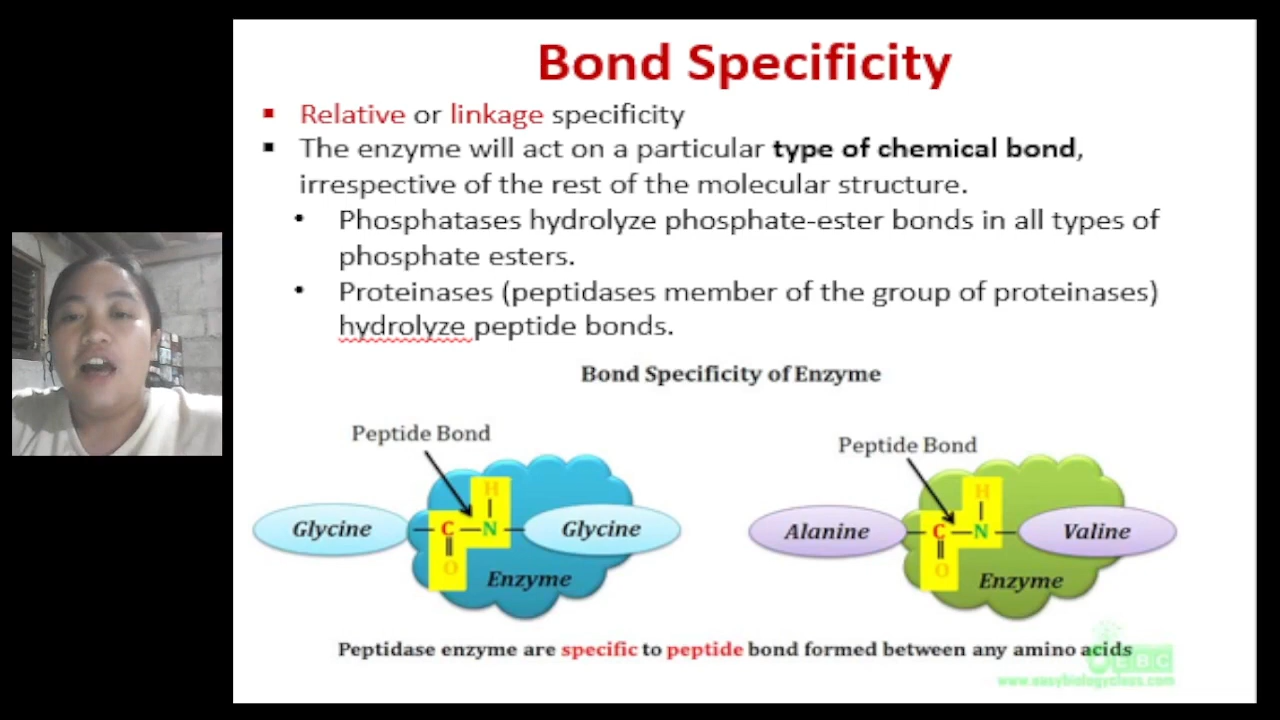 Bond Specificity
Relative or linkage specificity
The enzyme will act on a particular type of chemical bond,
irrespective of the rest of the molecular structure.
Phosphatases hydrolyze phosphate-ester bonds in all types of
phosphate esters.
Proteinases (peptidases member of the group of proteinases)
hydrolyze peptide bonds.
Bond Specificity of Enzyme
Peptide Bond
H
Glycine
C
N
Glycine
O
Enzyme
Peptide Bond
H
Alanine
C
N
Valine
O
Enzyme
Peptidase enzyme are specific to peptide bond formed between any amino acids
EBC